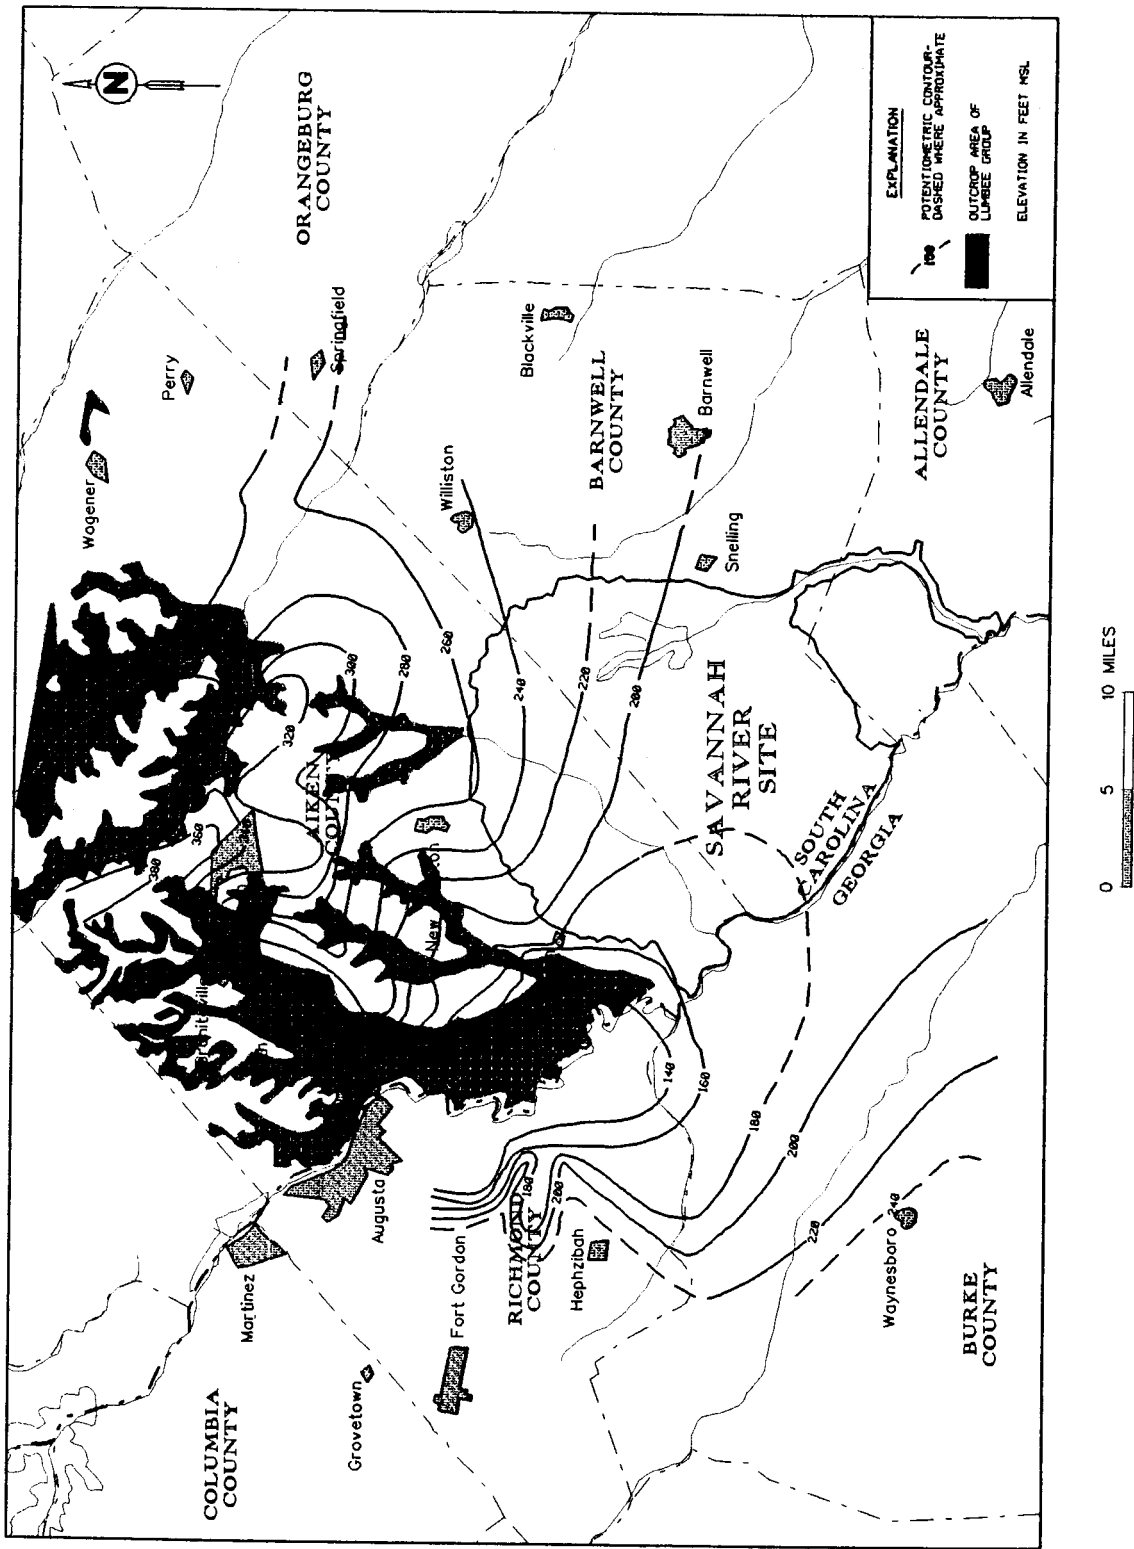 N
ORANGEBURG
COUNTY
EXPLANATION
100
POTENTIOMETRIC CONTOUR-
DASHED WHERE APPROXIMATE
OUTCROP AREA OF
LUMBEE GROUP
ELEVATION IN FEET MSL
Perry
Springfield
Wagener
Blackville
BARNWELL
COUNTY
Barnwell
ALLENDALE
COUNTY
Allendale
Williston
Snelling
260
280
300
320
240
220
200
360
380
AIKEN
SAVANNAH
RIVER
SITE
SOUTH
CAROLINA
GEORGIA
New
140
160
180
200
220
240
180
200
Augusta
Martinez
Fort Gordon
RICHMOND
COUNTY
Hephzibah
Waynesboro
BURKE
COUNTY
Grovetown
COLUMBIA
COUNTY
0 5 10 MILES